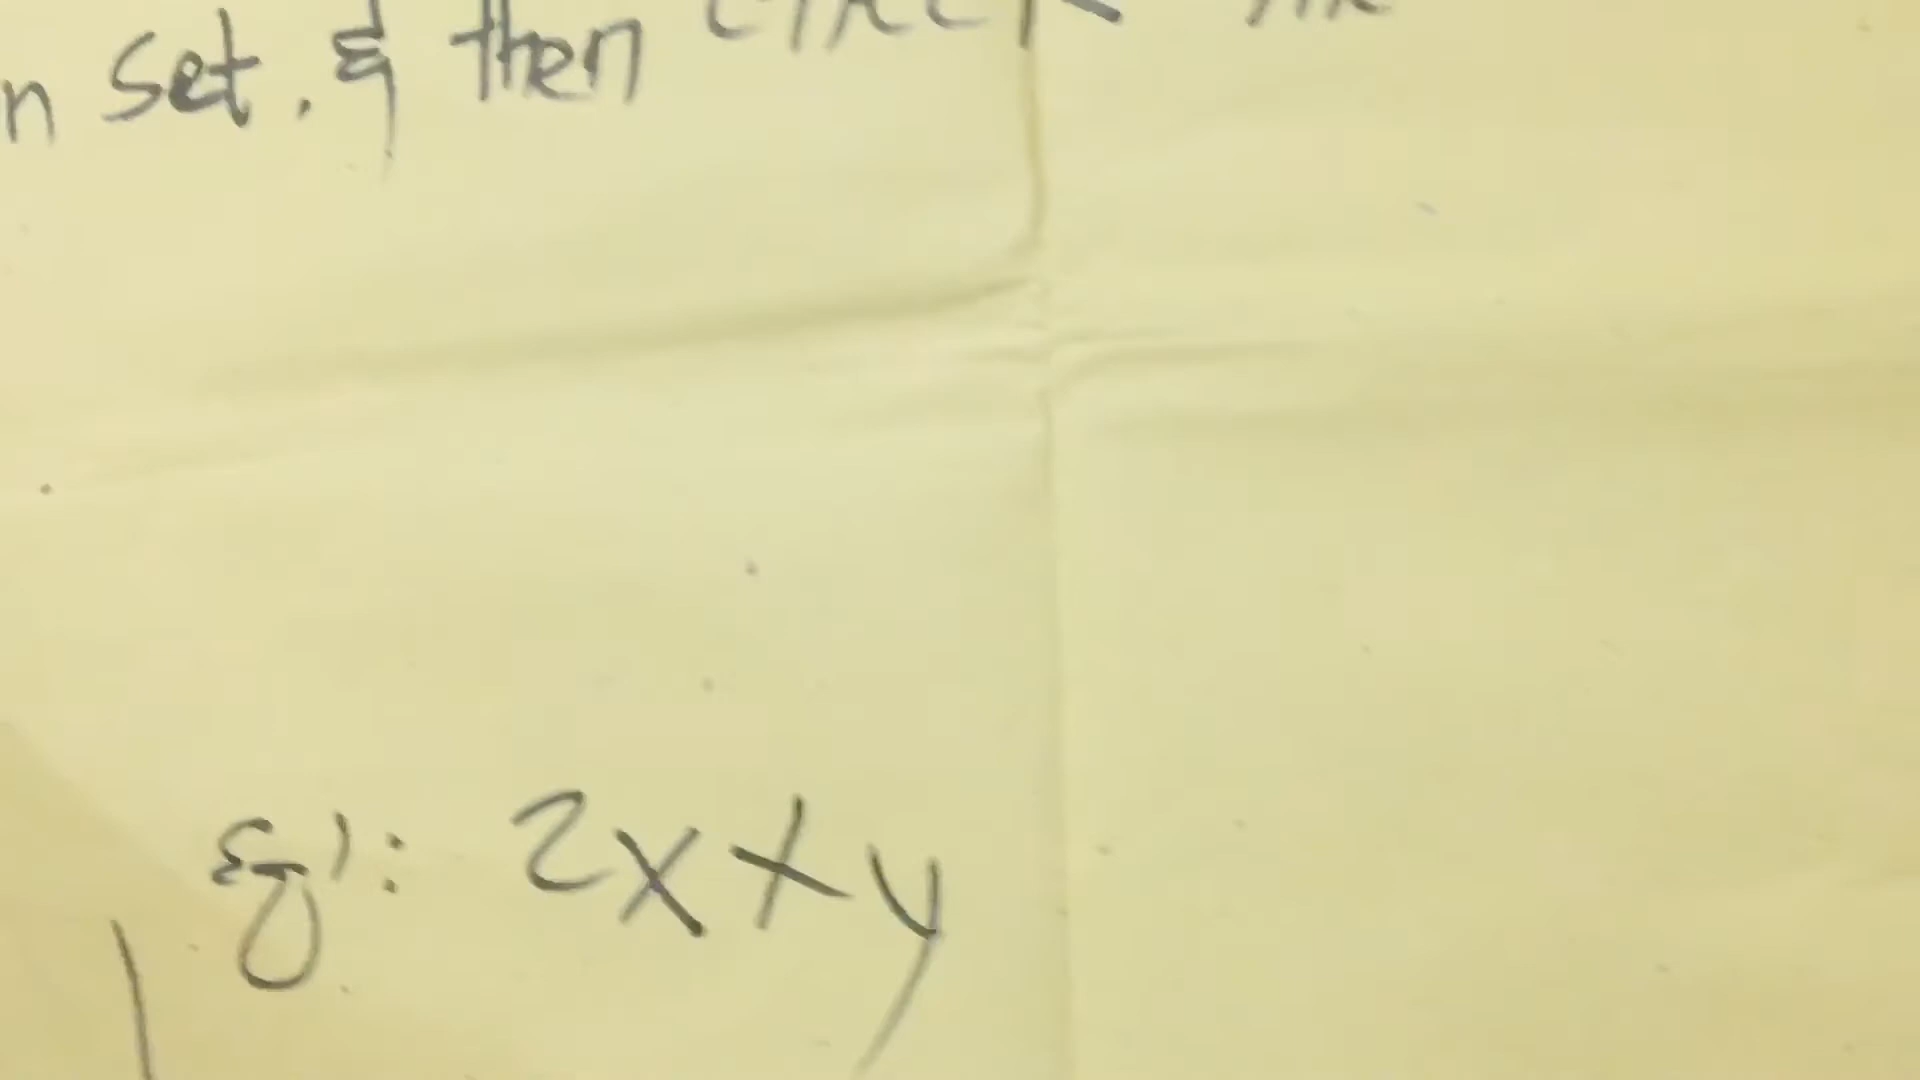 n set. & then
eg': 2x+y